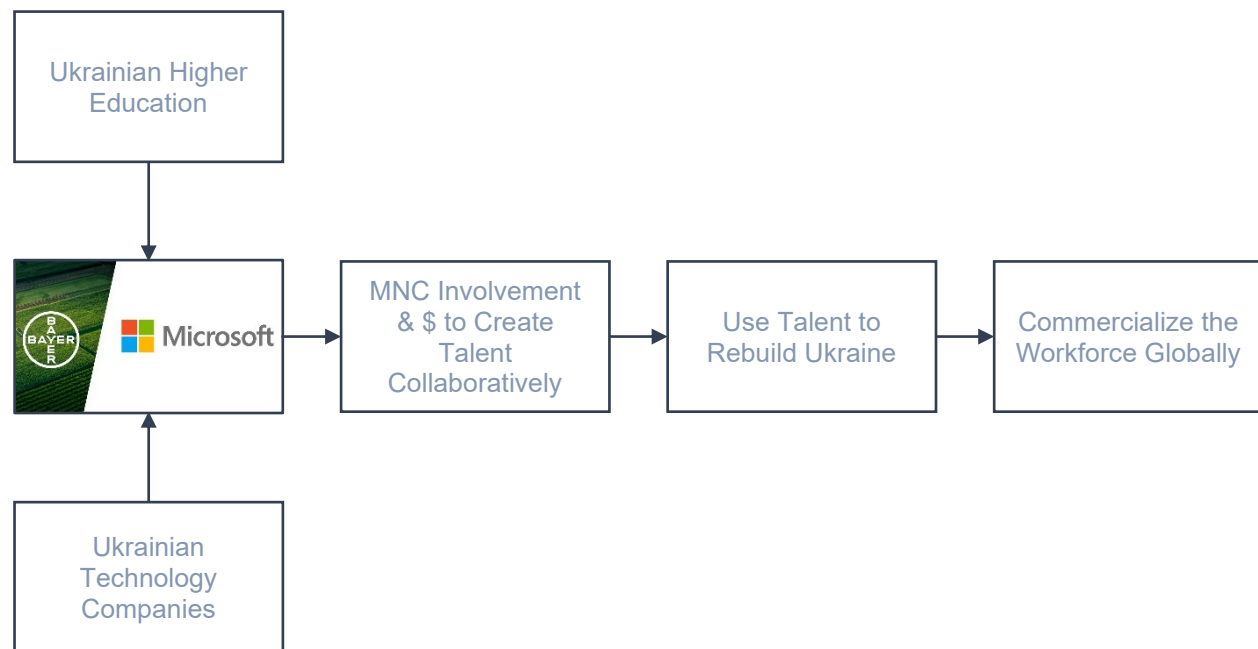 Ukrainian Higher
Education
BAYER
BAYER
Microsoft
MNC Involvement
& $ to Create
Talent
Collaboratively
Use Talent to
Rebuild Ukraine
Commercialize the
Workforce Globally
Ukrainian
Technology
Companies